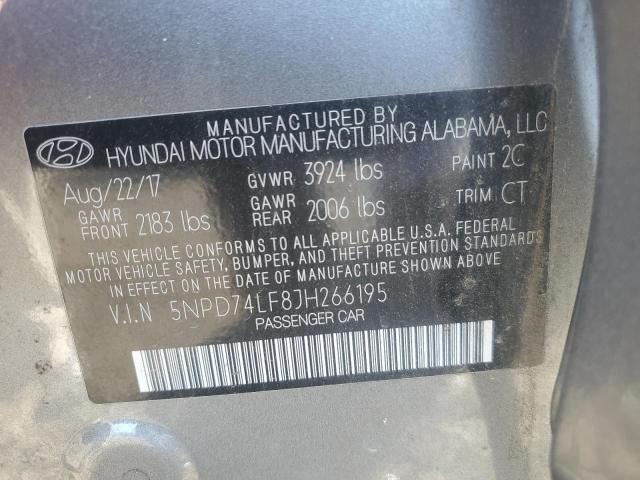 MANUFACTURED BY
HYUNDAI MOTOR MANUFACTURING ALABAMA, LLC
Aug/22/17 GVWR 3924 lbs PAINT 2C
GAWR FRONT 2183 lbs GAWR REAR 2006 lbs TRIM CT
THIS VEHICLE CONFORMS TO ALL APPLICABLE U.S.A. FEDERAL
MOTOR VEHICLE SAFETY, BUMPER, AND THEFT PREVENTION STANDARDS
IN EFFECT ON THE DATE OF MANUFACTURE SHOWN ABOVE.
V.I.N 5NPD74LF8JH266195
PASSENGER CAR